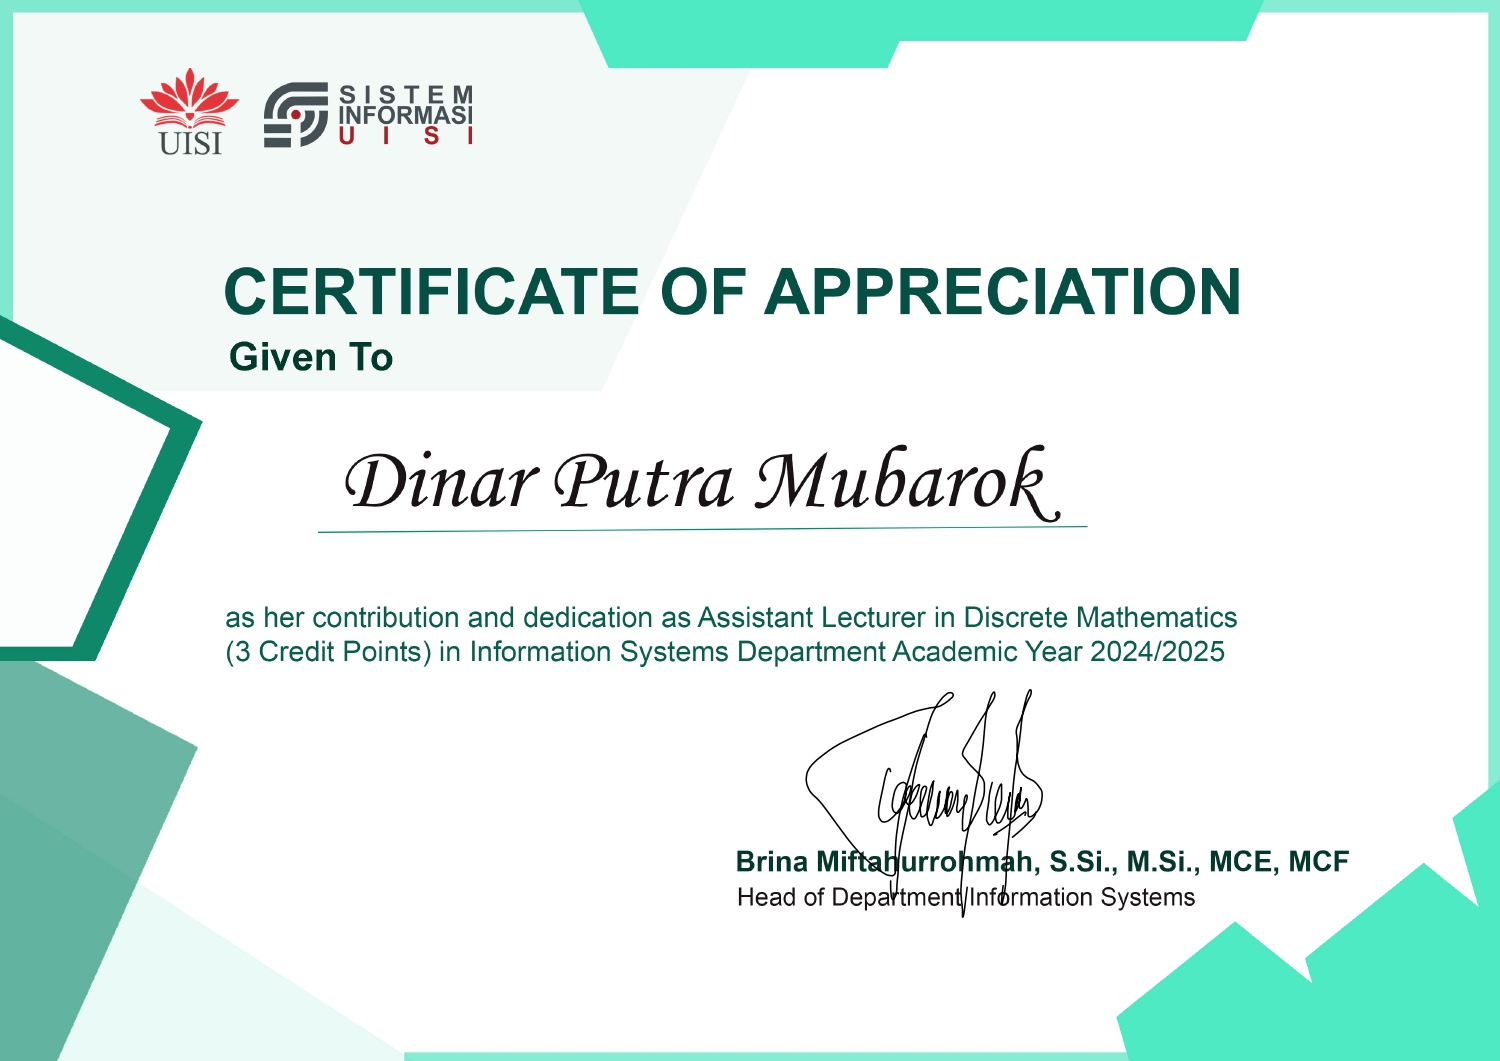 UISI
SISTEM
INFORMASI
UISI
CERTIFICATE OF APPRECIATION
Given To
Dinar Putra Mubarok
as her contribution and dedication as Assistant Lecturer in Discrete Mathematics
(3 Credit Points) in Information Systems Department Academic Year 2024/2025
Brina Miftahurrohmah, S.Si., M.Si., MCE, MCF
Head of Department Information Systems